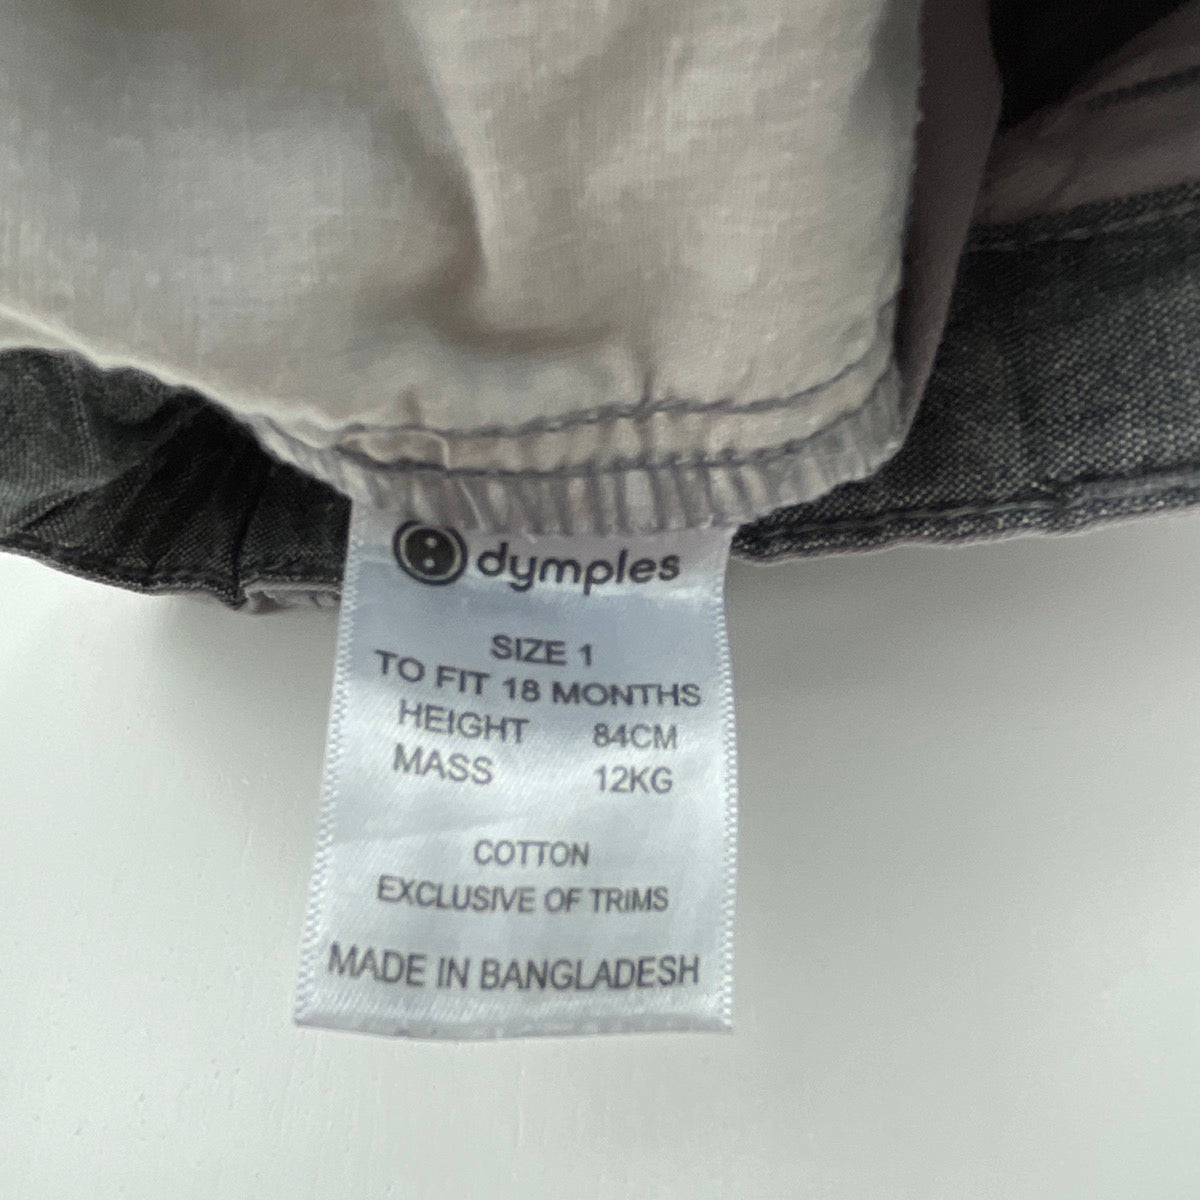 dymples
SIZE 1
TO FIT 18 MONTHS
HEIGHT 84CM
MASS 12KG
COTTON
EXCLUSIVE OF TRIMS
MADE IN BANGLADESH